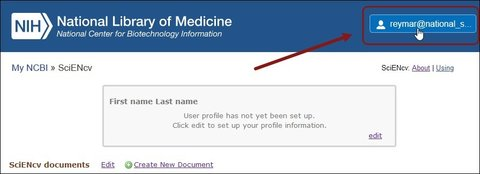 NIH National Library of Medicine
National Center for Biotechnology Information
reymar@national_s...
My NCBI » SciENcv
SciENcv: About | Using
First name Last name
User profile has not yet been set up.
Click edit to set up your profile information.
edit
SciENcv documents Edit Create New Document